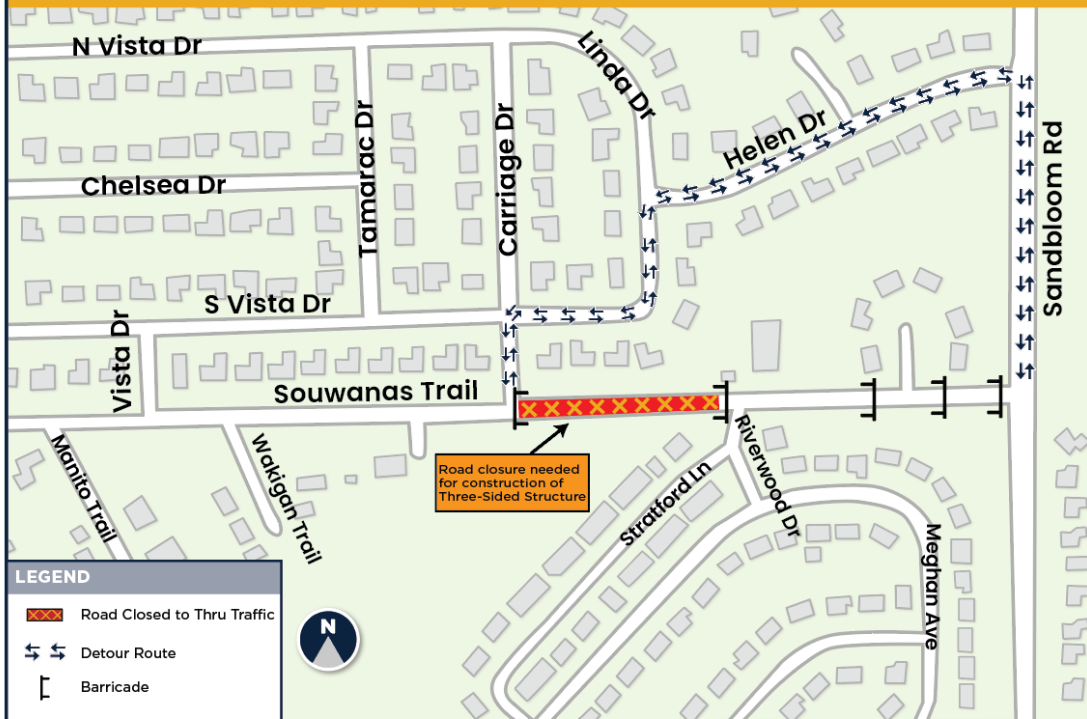 N Vista Dr
Linda Dr
Helen Dr
Sandbloom Rd
Tamarac Dr
Carriage Dr
Chelsea Dr
S Vista Dr
Vista Dr
Souwanas Trail
Manito Trail
Wakigan Trail
Road closure needed
for construction of
Three-Sided Structure
Stratford Ln
Riverwood Dr
Meghan Ave
LEGEND
Road Closed to Thru Traffic
Detour Route
Barricade
N